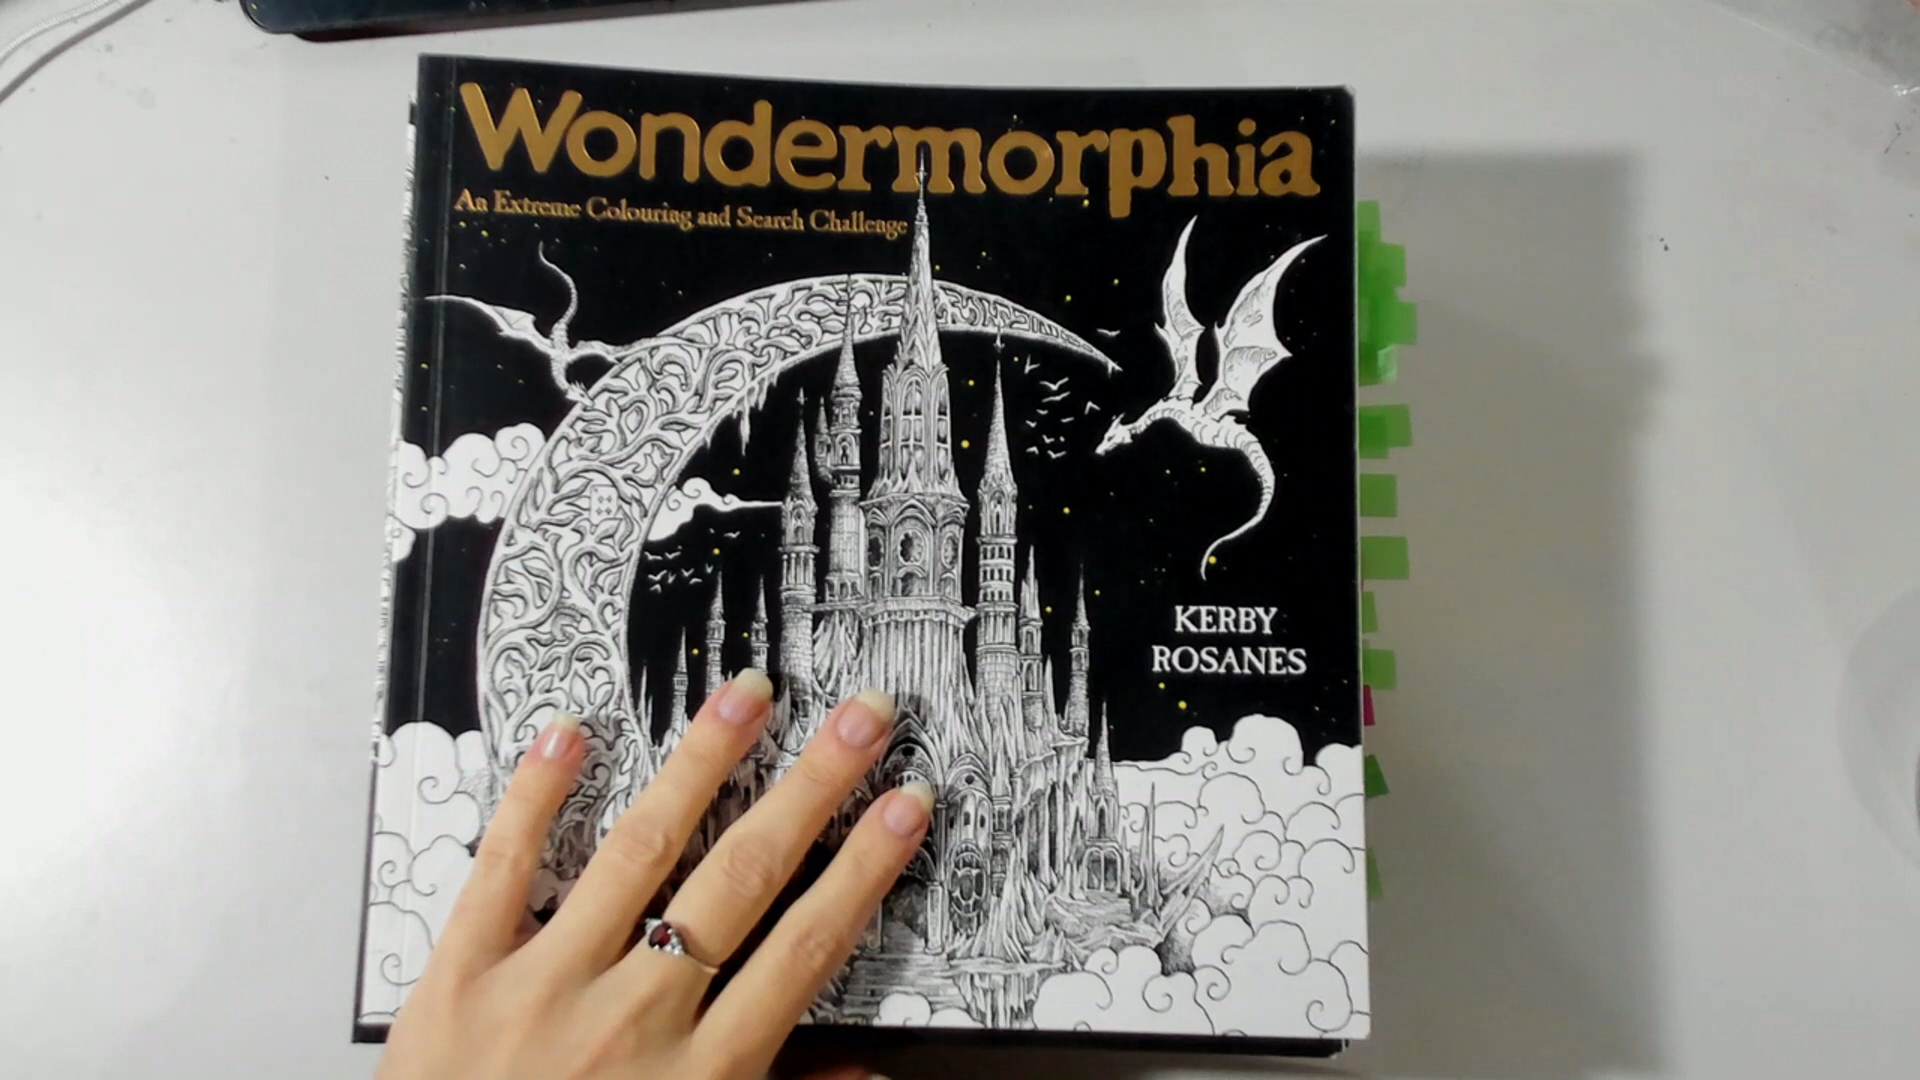 Wondermorphia
An Extreme Colouring and Search Challenge
KERBY
ROSANES